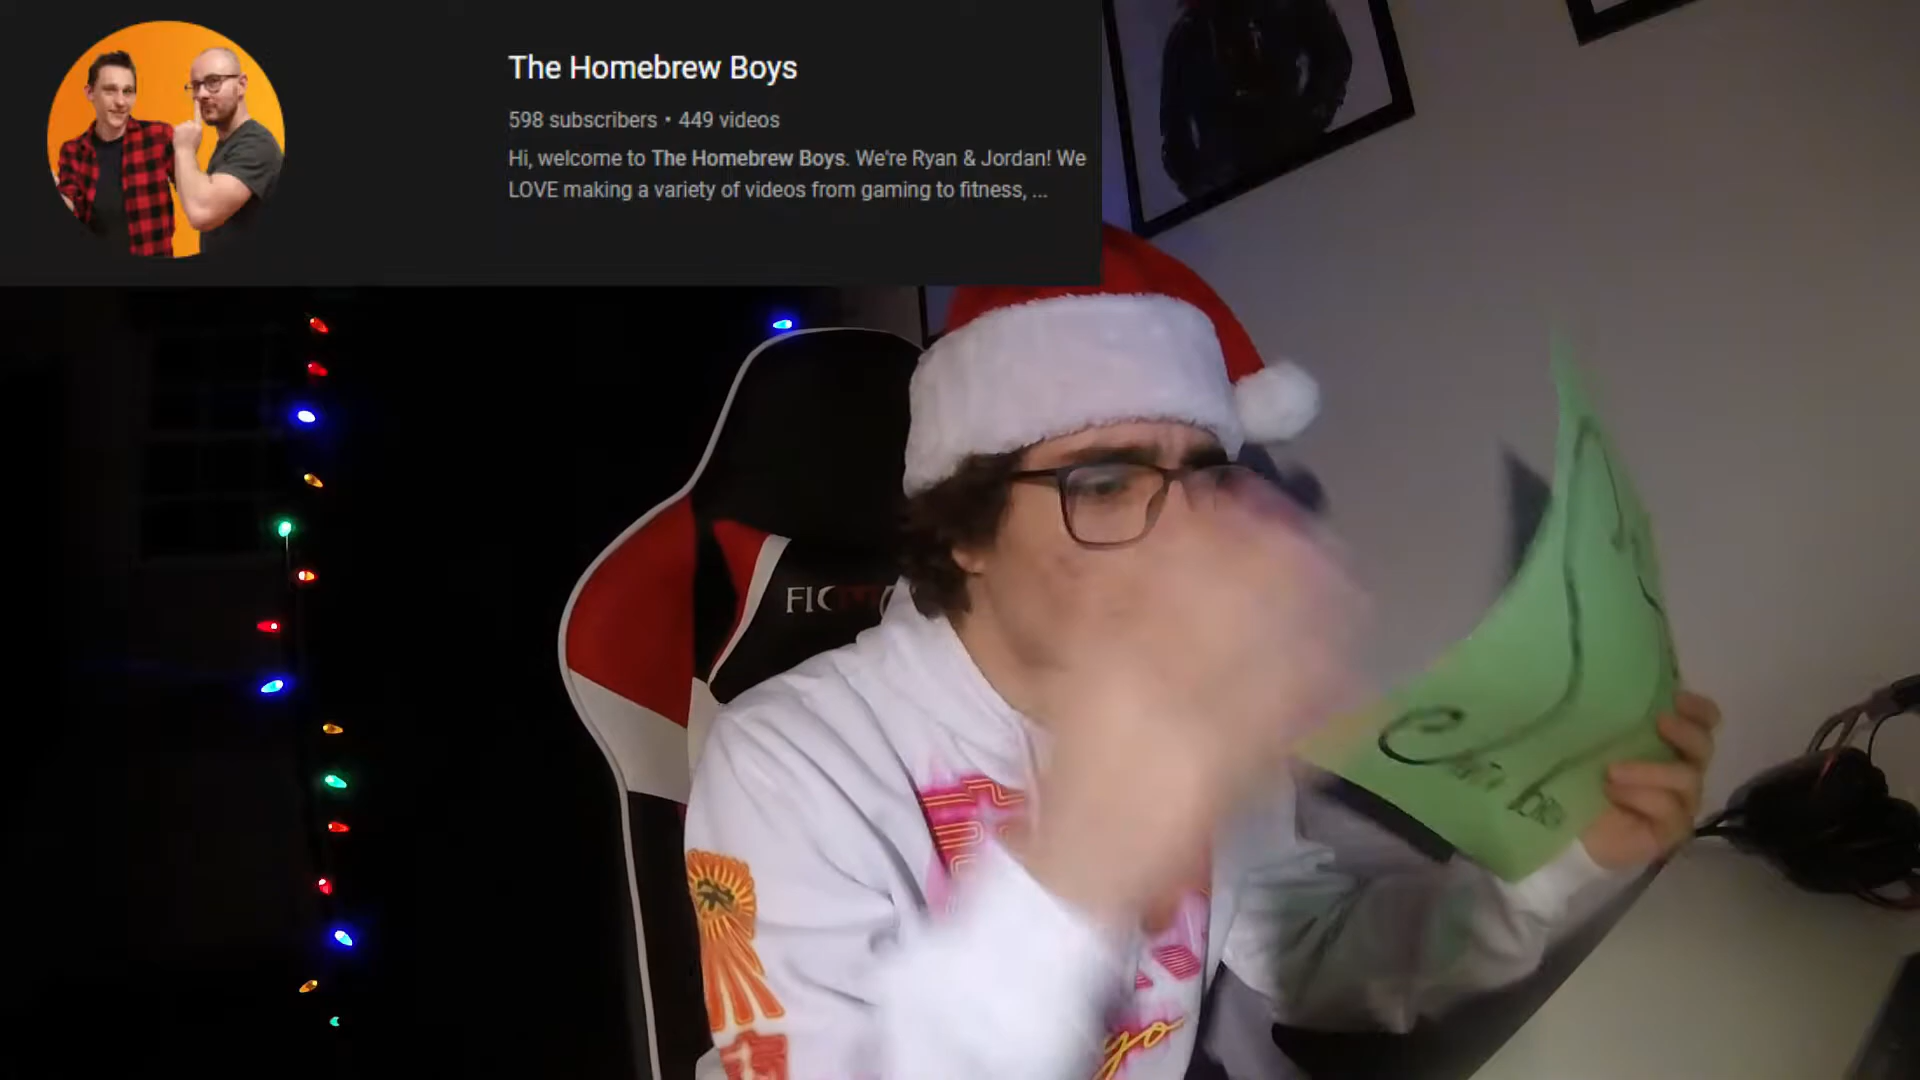 The Homebrew Boys
598 subscribers • 449 videos
Hi, welcome to The Homebrew Boys. We're Ryan & Jordan! We
LOVE making a variety of videos from gaming to fitness, ...